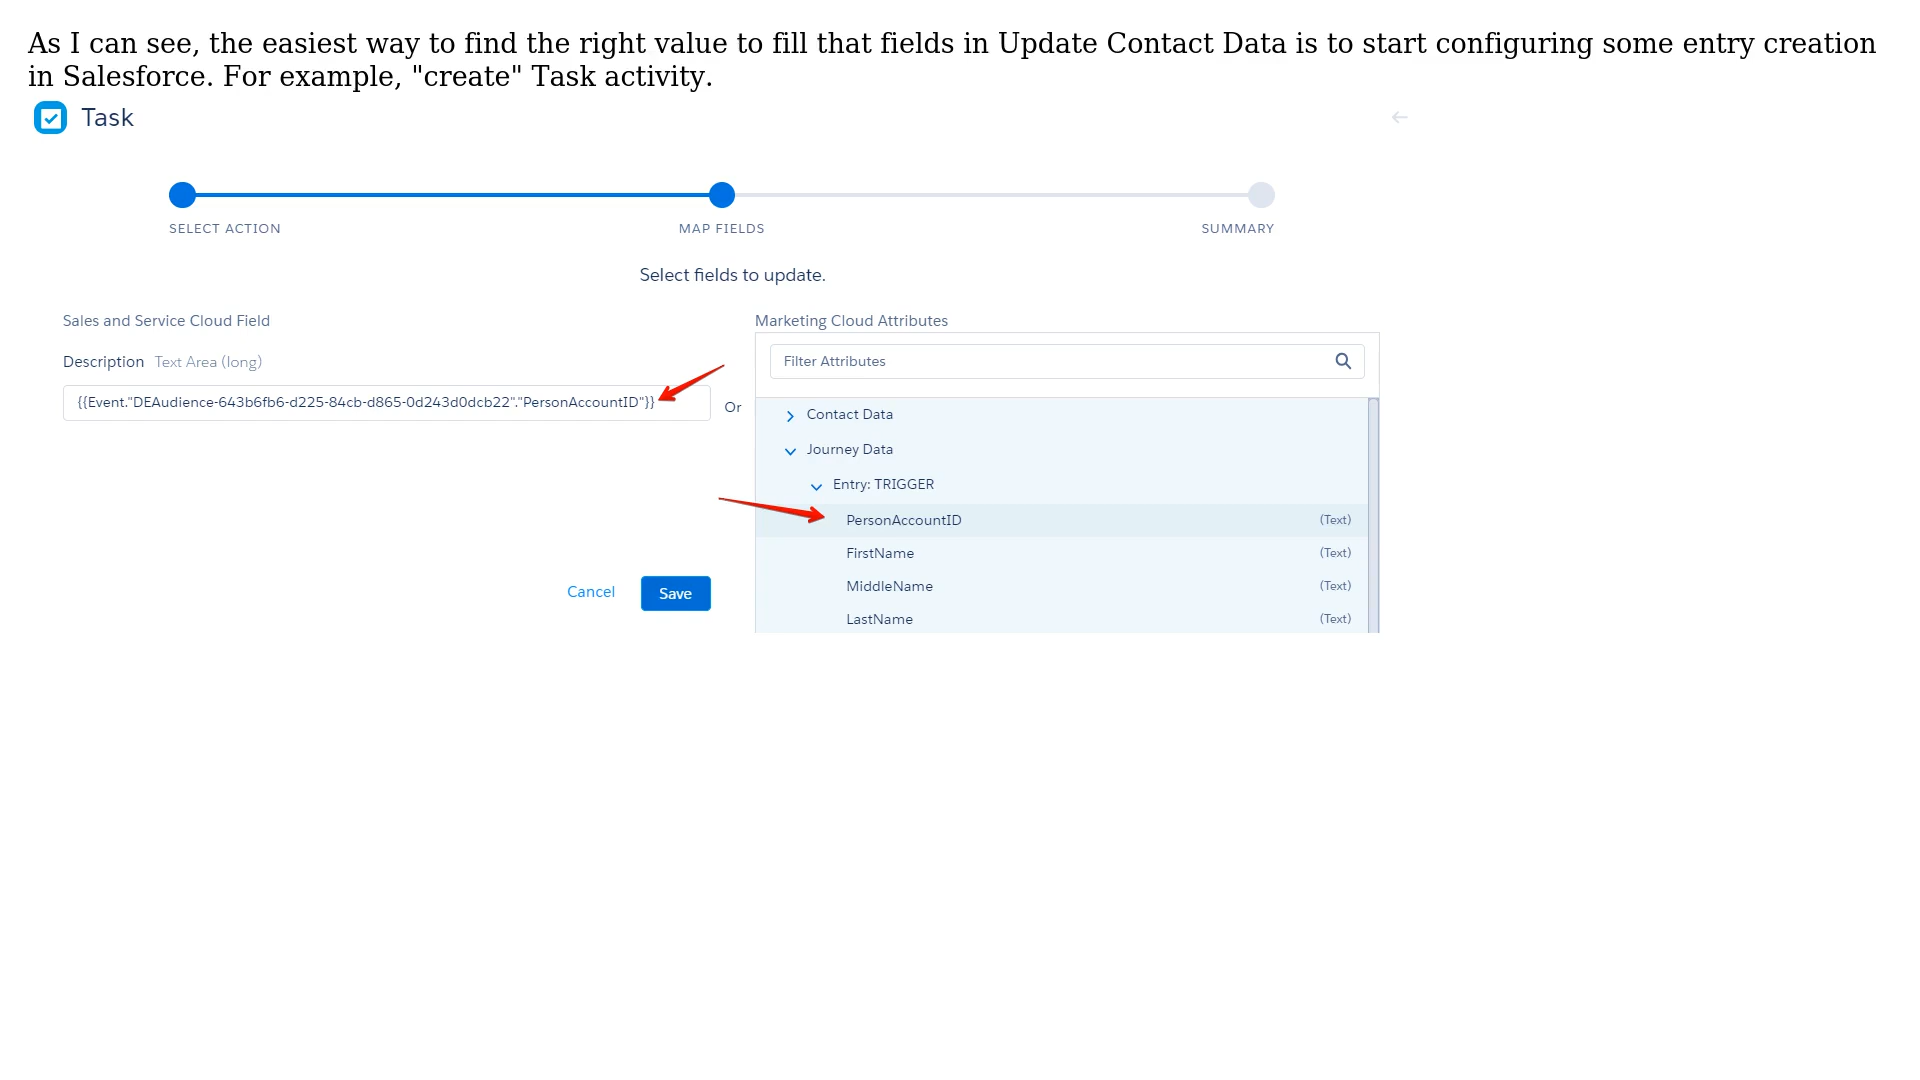 As I can see, the easiest way to find the right value to fill that fields in Update Contact Data is to start configuring some entry creation
in Salesforce. For example, "create" Task activity.
Task
SELECT ACTION
MAP FIELDS
SUMMARY
Select fields to update.
Sales and Service Cloud Field
Description Text Area (long)
{{Event."DEAudience-643b6fb6-d225-84cb-d865-0d243d0dcb22"."PersonAccountID"}}
Or
Cancel
Save
Marketing Cloud Attributes
Filter Attributes
Contact Data
Journey Data
Entry: TRIGGER
PersonAccountID (Text)
FirstName (Text)
MiddleName (Text)
LastName (Text)